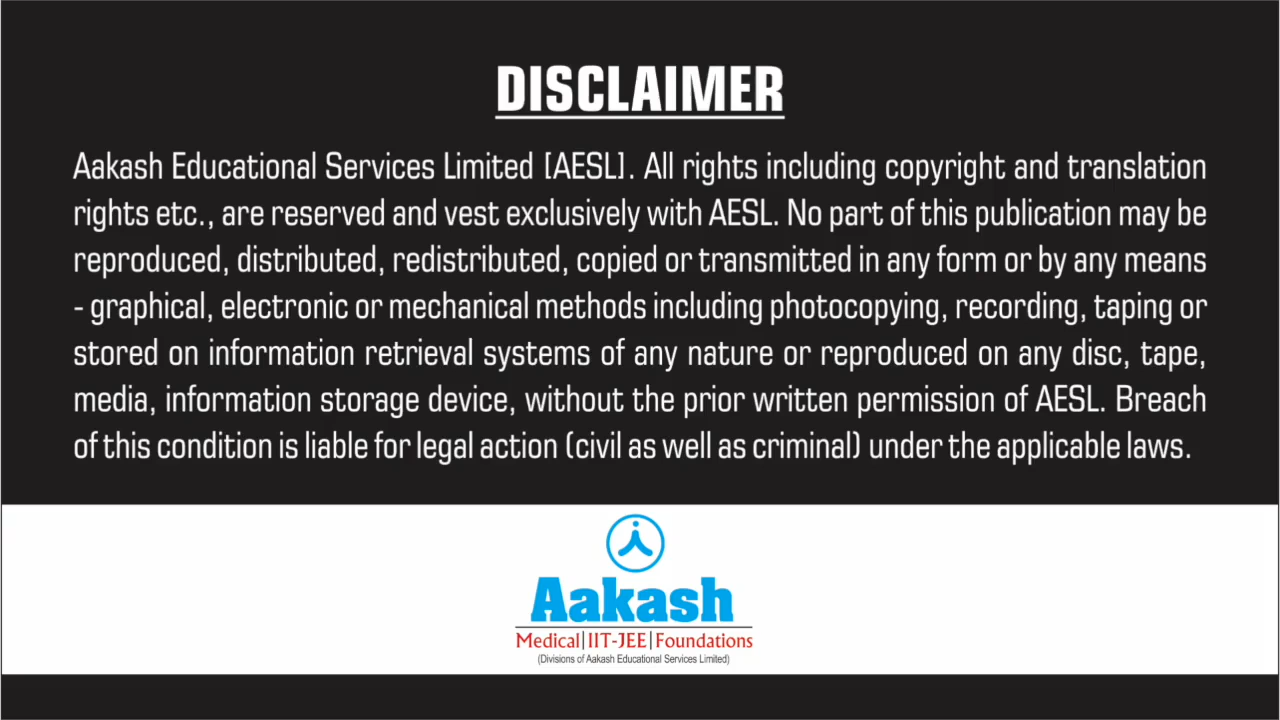 DISCLAIMER
Aakash Educational Services Limited [AESL]. All rights including copyright and translation
rights etc., are reserved and vest exclusively with AESL. No part of this publication may be
reproduced, distributed, redistributed, copied or transmitted in any form or by any means
- graphical, electronic or mechanical methods including photocopying, recording, taping or
stored on information retrieval systems of any nature or reproduced on any disc, tape,
media, information storage device, without the prior written permission of AESL. Breach
of this condition is liable for legal action (civil as well as criminal) under the applicable laws.
Aakash
Medical|IIT-JEE|Foundations
(Divisions of Aakash Educational Services Limited)